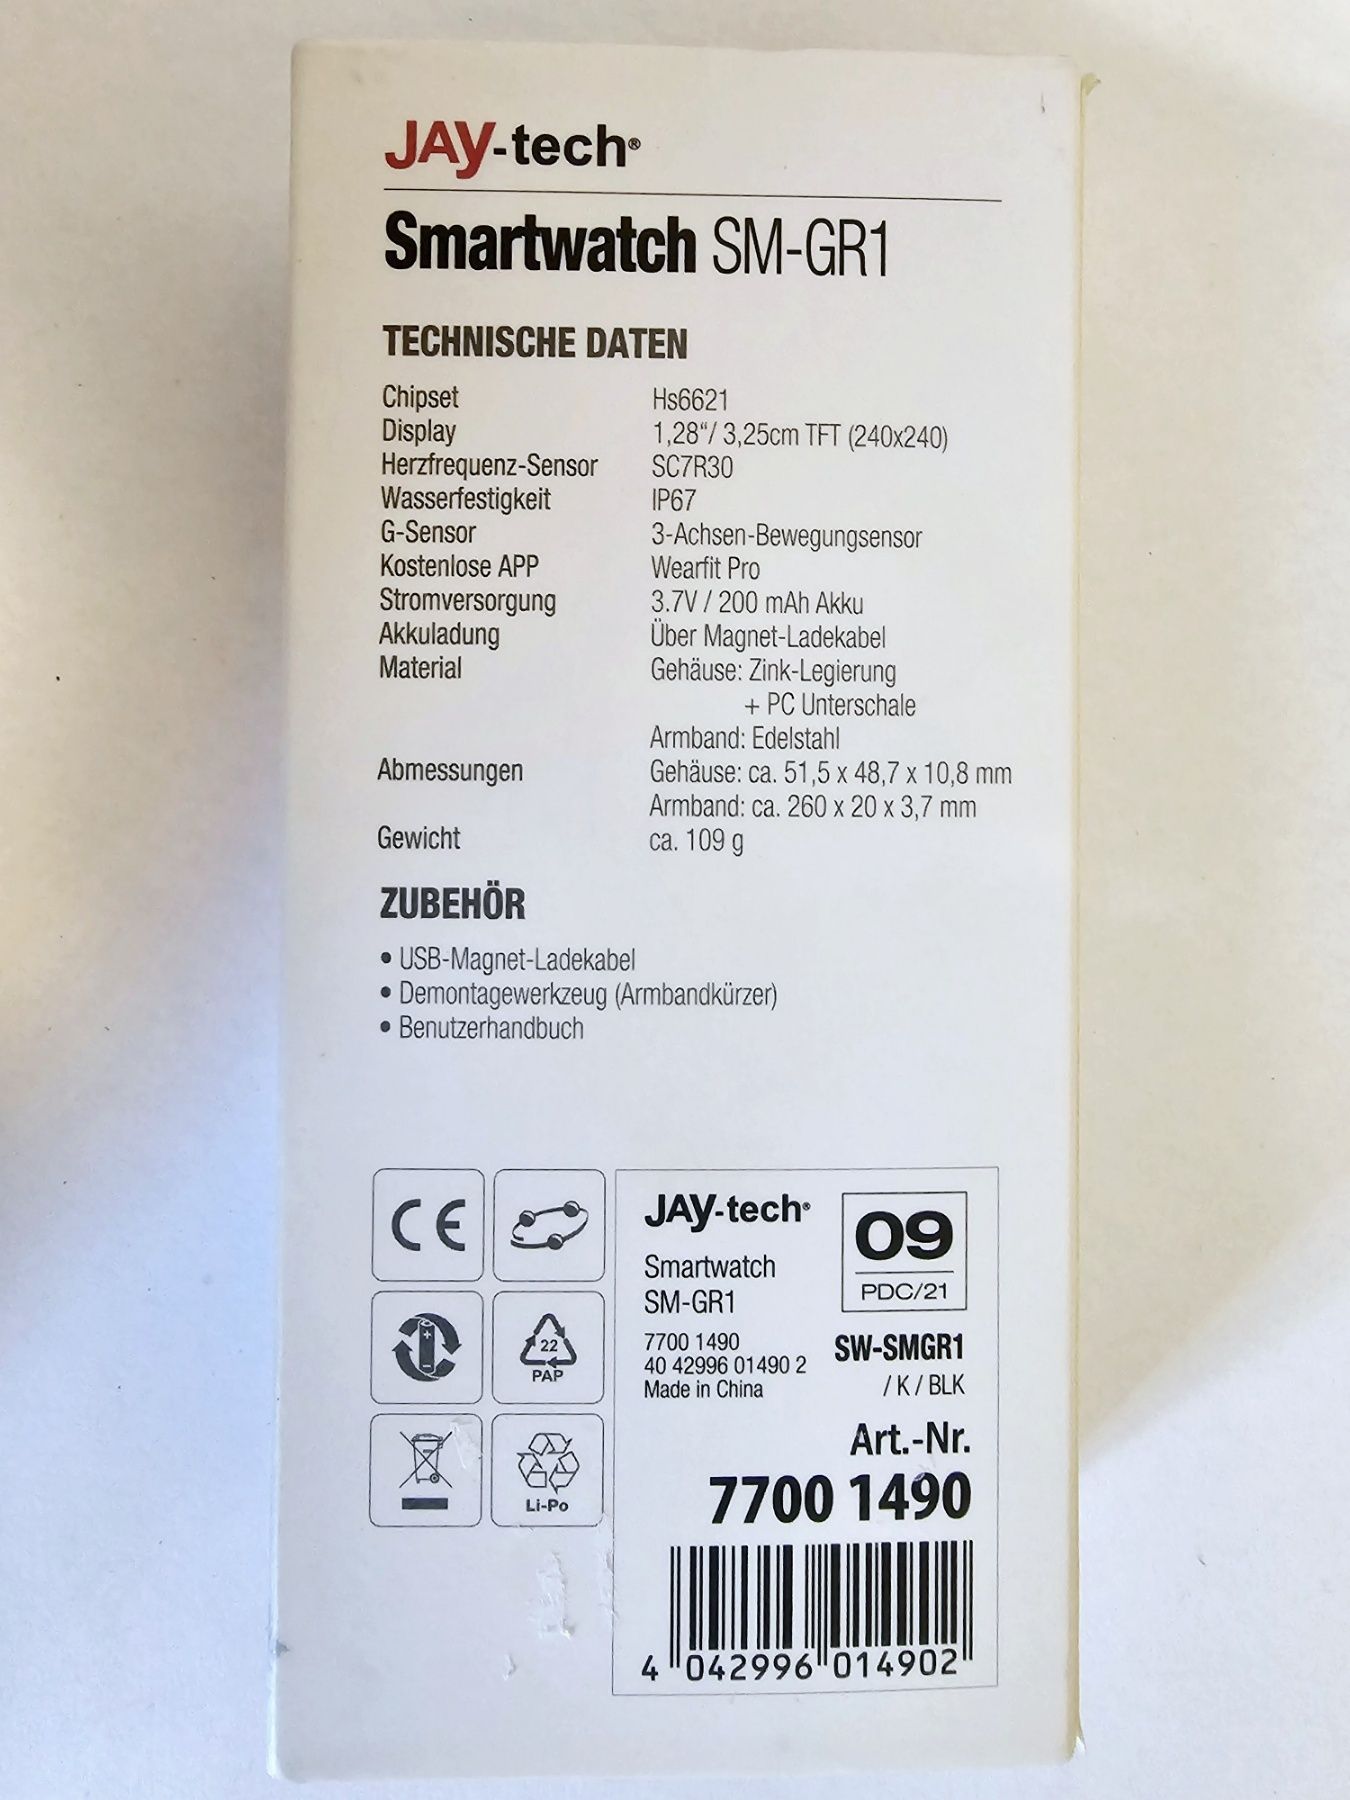 JAY-tech®
Smartwatch SM-GR1
TECHNISCHE DATEN
Chipset Hs6621
Display 1,28“/ 3,25cm TFT (240x240)
Herzfrequenz-Sensor SC7R30
Wasserfestigkeit IP67
G-Sensor 3-Achsen-Bewegungsensor
Kostenlose APP Wearfit Pro
Stromversorgung 3.7V / 200 mAh Akku
Akkuladung Über Magnet-Ladekabel
Material Gehäuse: Zink-Legierung
+ PC Unterschale
Armband: Edelstahl
Abmessungen Gehäuse: ca. 51,5 x 48,7 x 10,8 mm
Armband: ca. 260 x 20 x 3,7 mm
Gewicht ca. 109 g
ZUBEHÖR
• USB-Magnet-Ladekabel
• Demontagewerkzeug (Armbandkürzer)
• Benutzerhandbuch
CE
22
PAP
Li-Po
JAY-tech®
Smartwatch
SM-GR1
7700 1490
40 42996 01490 2
Made in China
09
PDC/21
SW-SMGR1
/ K / BLK
Art.-Nr.
7700 1490
4 042996 014902